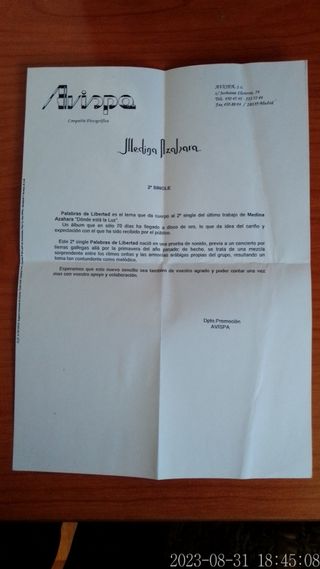 Avispa
Compañía Discográfica
AVISPA, s.a.
Medina Azahara
2º SINGLE
Palabras de Libertad es el tema que da cuerpo al 2º single del último trabajo de Medina
Azahara "Dónde está la Luz".
Un álbum que en sólo 70 días ha llegado a disco de oro, lo que da idea del cariño y
expectación con el que ha sido recibido por el público.
Este 2º single Palabras de Libertad nació en una prueba de sonido, previa a un concierto por
tierras gallegas allá por la primavera del año pasado; de hecho, se trata de una mezcla
sorprendente entre los ritmos celtas y las armonías arábigas propias del grupo, resultando un
tema tan contundente como melódico.
Esperamos que este nuevo sencillo sea también de vuestro agrado y poder contar una vez
más con vuestro apoyo y colaboración.
Dpto.Promoción
AVISPA
2023-08-31 18:45:08